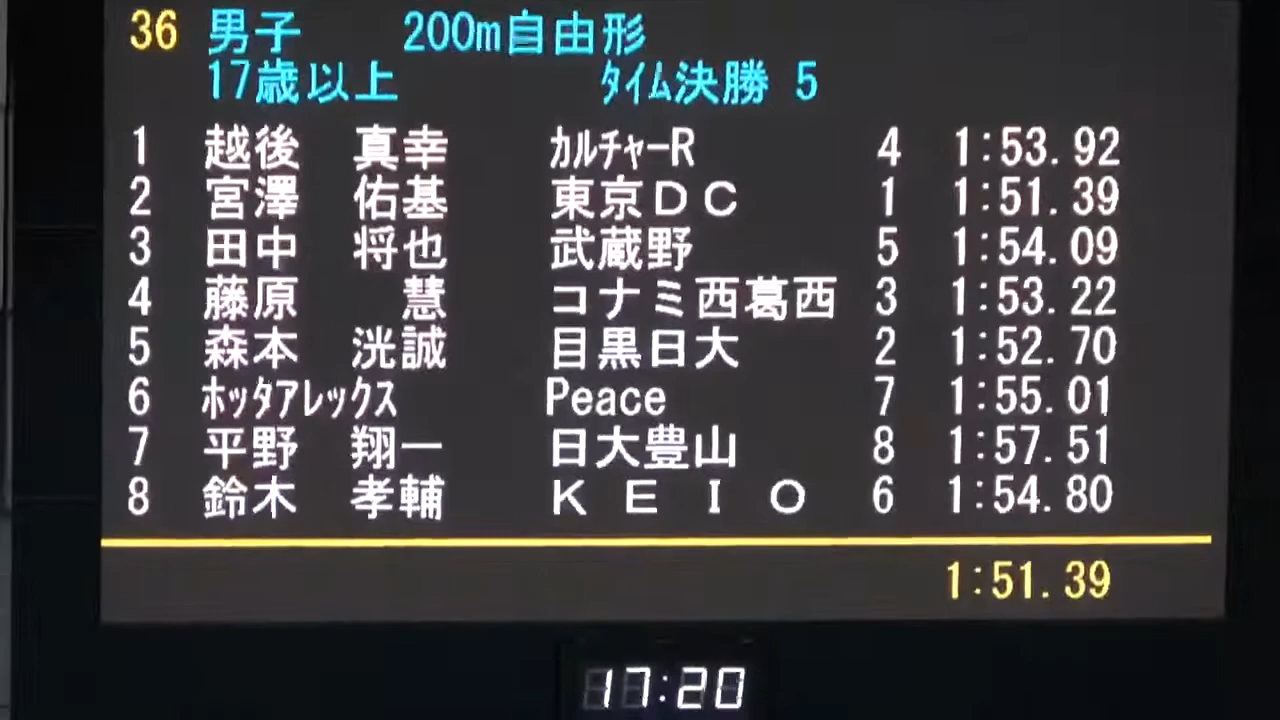 36 男子 200m自由形
17歳以上 ﾀｲﾑ決勝 5
1 越後 真幸 ｶﾙﾁｬｰR 4 1:53.92
2 宮澤 佑基 東京ＤＣ 1 1:51.39
3 田中 将也 武蔵野 5 1:54.09
4 藤原 慧 コナミ西葛西 3 1:53.22
5 森本 洸誠 目黒日大 2 1:52.70
6 ﾎｯﾀｱﾚｯｸｽ Peace 7 1:55.01
7 平野 翔一 日大豊山 8 1:57.51
8 鈴木 孝輔 ＫＥＩＯ 6 1:54.80
1:51.39
17:20